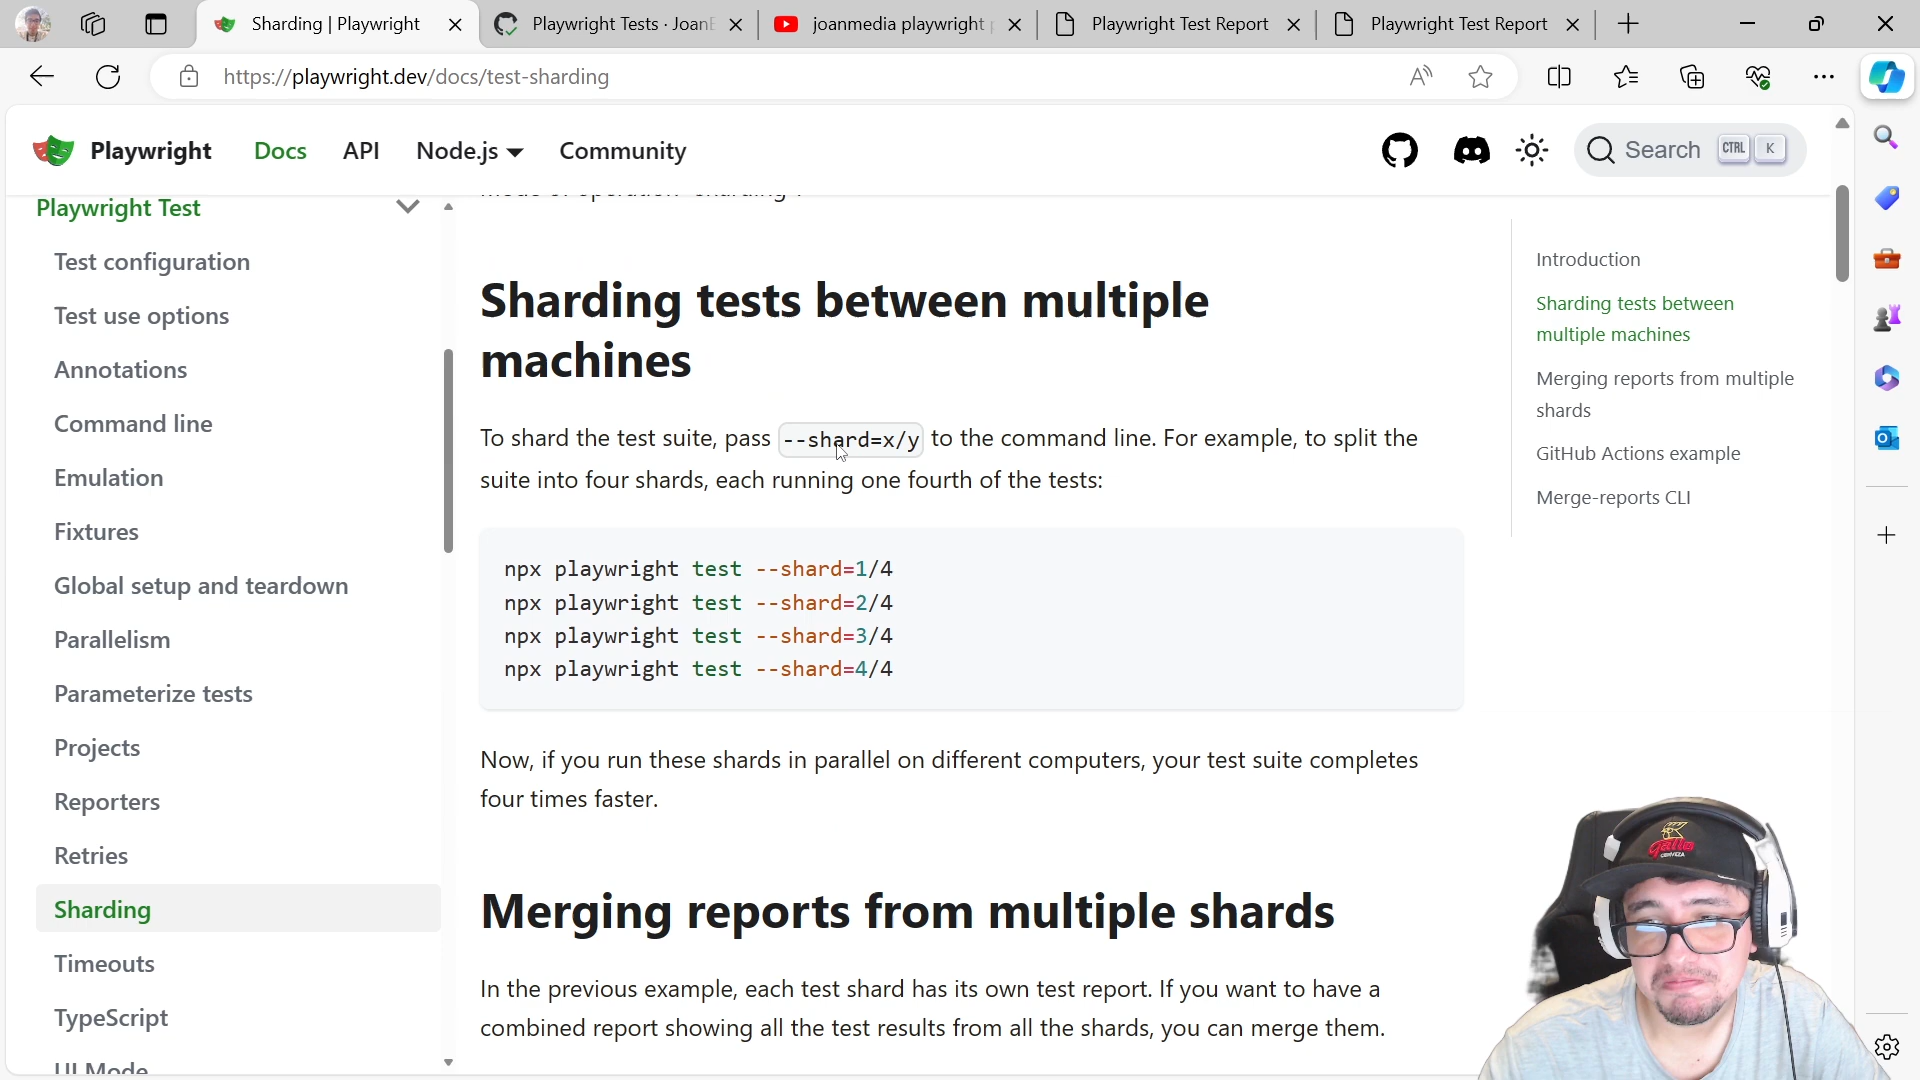 Sharding | Playwright
Playwright Tests · Joan
joanmedia playwright
Playwright Test Report
Playwright Test Report
https://playwright.dev/docs/test-sharding
Playwright
Docs
API
Node.js
Community
Search
CTRL
K
Playwright Test
Test configuration
Test use options
Annotations
Command line
Emulation
Fixtures
Global setup and teardown
Parallelism
Parameterize tests
Projects
Reporters
Retries
Sharding
Timeouts
TypeScript
UI Mode
mode of operation "sharding".
Sharding tests between multiple
machines
To shard the test suite, pass --shard=x/y to the command line. For example, to split the
suite into four shards, each running one fourth of the tests:
npx playwright test --shard=1/4
npx playwright test --shard=2/4
npx playwright test --shard=3/4
npx playwright test --shard=4/4
Now, if you run these shards in parallel on different computers, your test suite completes
four times faster.
Merging reports from multiple shards
In the previous example, each test shard has its own test report. If you want to have a
combined report showing all the test results from all the shards, you can merge them.
Introduction
Sharding tests between
multiple machines
Merging reports from multiple
shards
GitHub Actions example
Merge-reports CLI
Gallo
CERVEZA